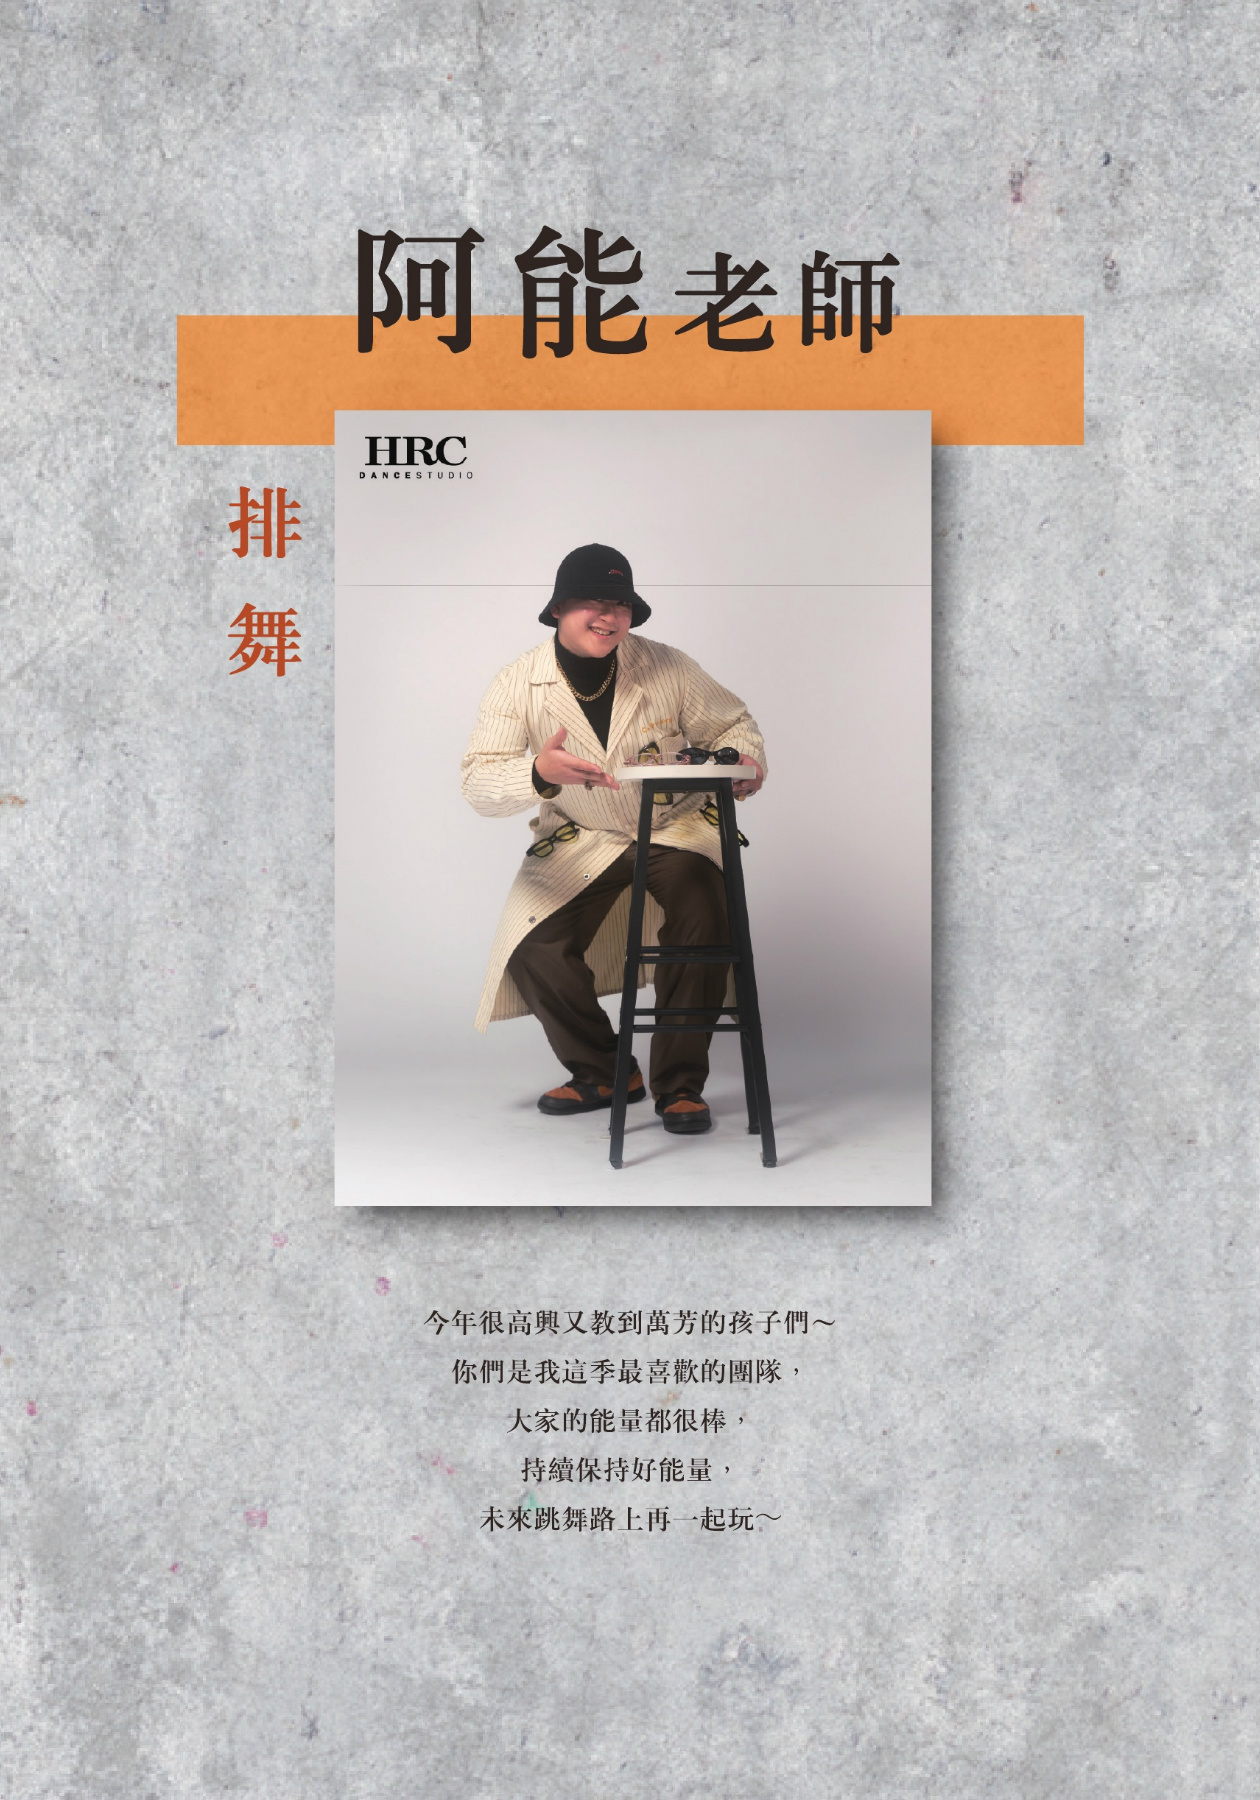 阿能老師
HRC
DANCESTUDIO
排
舞
今年很高興又教到萬芳的孩子們～
你們是我這季最喜歡的團隊，
大家的能量都很棒，
持續保持好能量，
未來跳舞路上再一起玩～